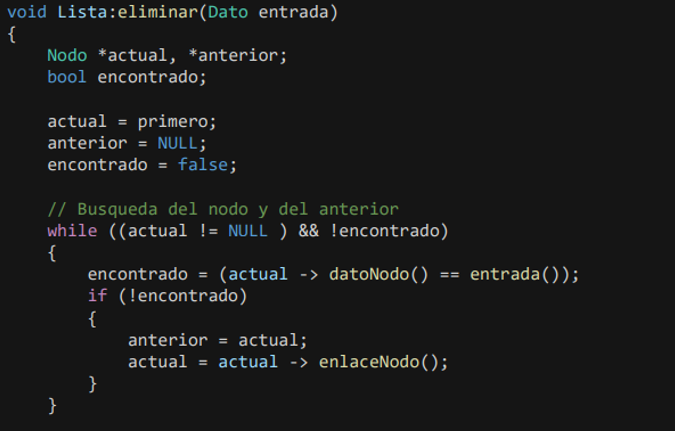 void Lista:eliminar(Dato entrada)
{
    Nodo *actual, *anterior;
    bool encontrado;

    actual = primero;
    anterior = NULL;
    encontrado = false;

    // Busqueda del nodo y del anterior
    while ((actual != NULL ) && !encontrado)
    {
        encontrado = (actual -> datoNodo() == entrada());
        if (!encontrado)
        {
            anterior = actual;
            actual = actual -> enlaceNodo();
        }
    }